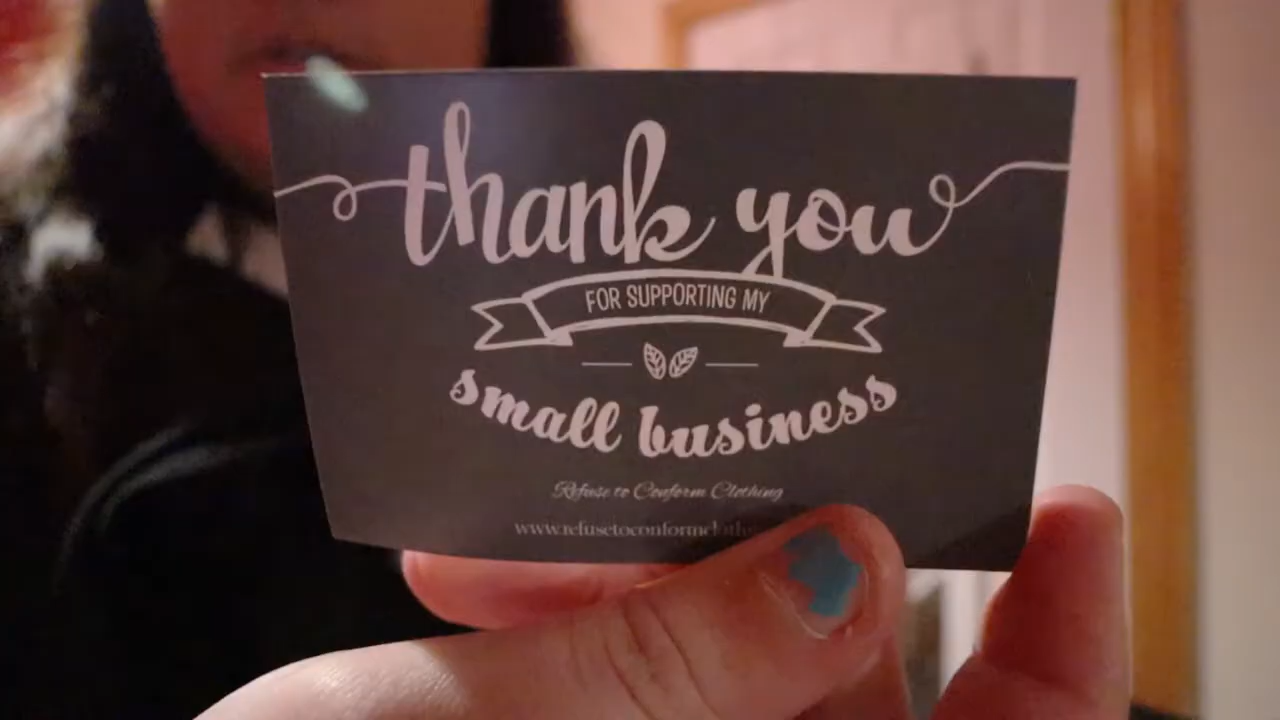 thank you
FOR SUPPORTING MY
small business
Refuse to Conform Clothing